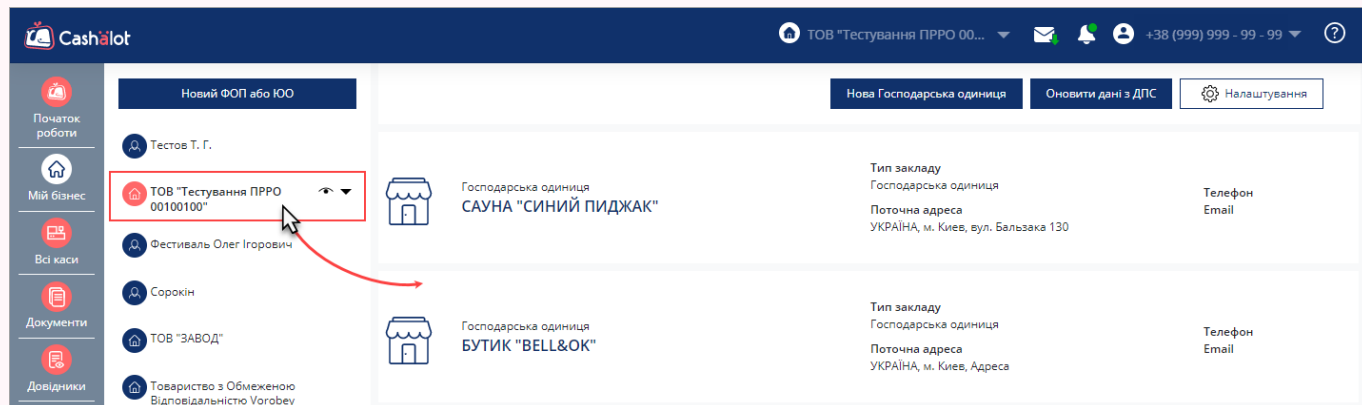 Cashälot
ТОВ "Тестування ПРРО 00...
+38 (999) 999 - 99 - 99
?
Початок
роботи
Мій бізнес
Всі каси
Документи
Довідники
Новий ФОП або ЮО
Тестов Т. Г.
ТОВ "Тестування ПРРО
00100100"
Фестиваль Олег Ігорович
Сорокін
ТОВ "ЗАВОД"
Товариство з Обмеженою
Відповідальністю Vorobey
Нова Господарська одиниця
Оновити дані з ДПС
Налаштування
Господарська одиниця
САУНА "СИНИЙ ПИДЖАК"
Тип закладу
Господарська одиниця
Поточна адреса
УКРАЇНА, м. Киев, вул. Бальзака 130
Телефон
Email
Господарська одиниця
БУТИК "BELL&OK"
Тип закладу
Господарська одиниця
Поточна адреса
УКРАЇНА, м. Киев, Адреса
Телефон
Email